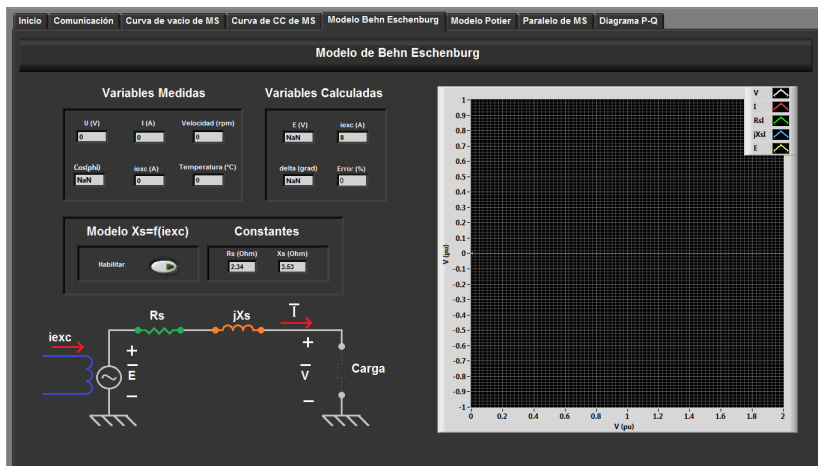 Inicio Comunicación Curva de vacio de MS Curva de CC de MS Modelo Behn Eschenburg Modelo Potier Paralelo de MS Diagrama P-Q
Modelo de Behn Eschenburg
Variables Medidas
U (V) I (A) Velocidad (rpm)
0 0 0
Cos(phi) iexc (A) Temperatura (°C)
NaN 0 0
Variables Calculadas
E (V) iexc (A)
NaN 8
delta (grad) Error (%)
NaN 0
Modelo Xs=f(iexc) Constantes
Habilitar
Rs (Ohm) Xs (Ohm)
2.34 3.53
iexc
Rs
jXs
I
+
E
−
+
V
−
Carga
V
I
RsI
jXsI
E
V (pu)
1
0.9
0.8
0.7
0.6
0.5
0.4
0.3
0.2
0.1
0
-0.1
-0.2
-0.3
-0.4
-0.5
-0.6
-0.7
-0.8
-0.9
-1
0 0.2 0.4 0.6 0.8 1 1.2 1.4 1.6 1.8 2
V (pu)